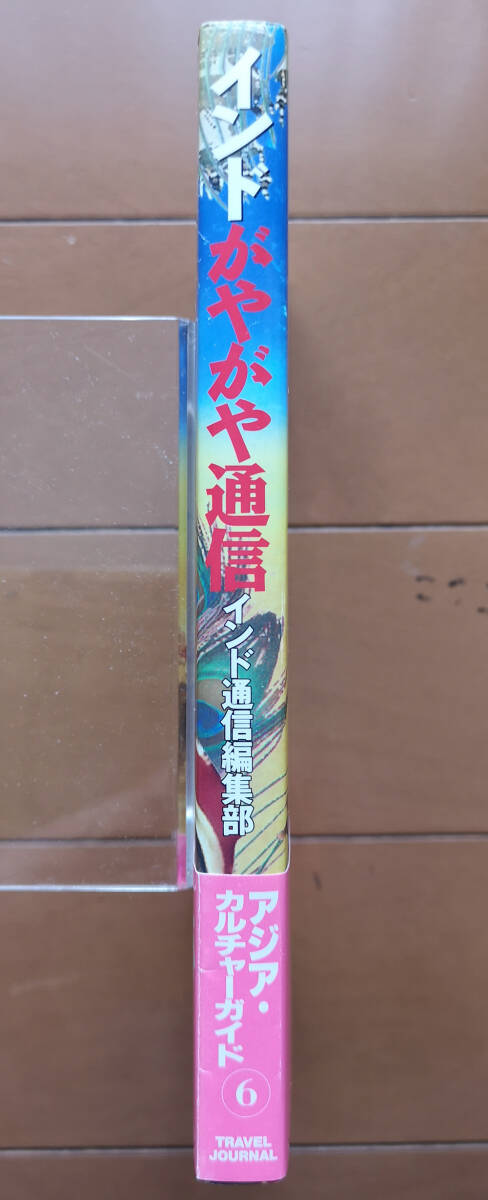 インドがやがや通信
インド通信編集部
アジア・
カルチャーガイド
6
TRAVEL
JOURNAL